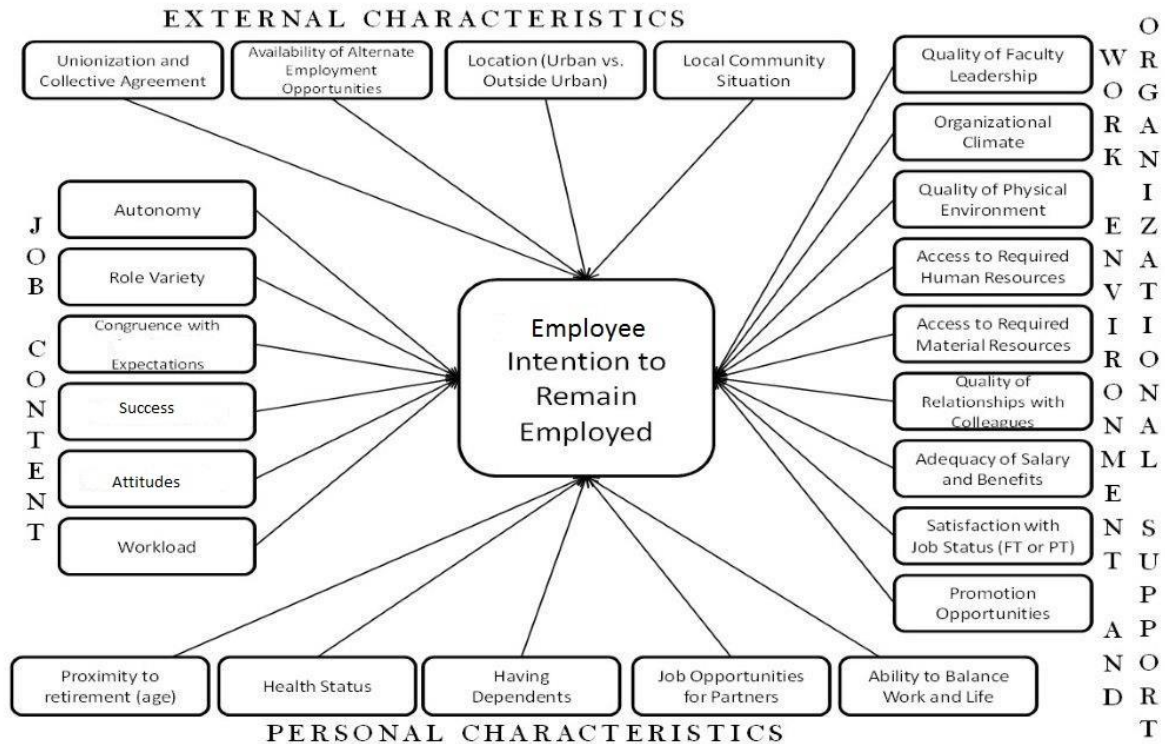 EXTERNAL CHARACTERISTICS
Unionization and
Collective Agreement
Availability of Alternate
Employment
Opportunities
Location (Urban vs.
Outside Urban)
Local Community
Situation
JOB CONTENT
Autonomy
Role Variety
Congruence with
Expectations
Success
Attitudes
Workload
Employee
Intention to
Remain
Employed
Quality of Faculty
Leadership
Organizational
Climate
Quality of Physical
Environment
Access to Required
Human Resources
Access to Required
Material Resources
Quality of
Relationships with
Colleagues
Adequacy of Salary
and Benefits
Satisfaction with
Job Status (FT or PT)
Promotion
Opportunities
WORK ENVIRONMENT AND
ORGANIZATIONAL SUPPORT
Proximity to
retirement (age)
Health Status
Having
Dependents
Job Opportunities
for Partners
Ability to Balance
Work and Life
PERSONAL CHARACTERISTICS